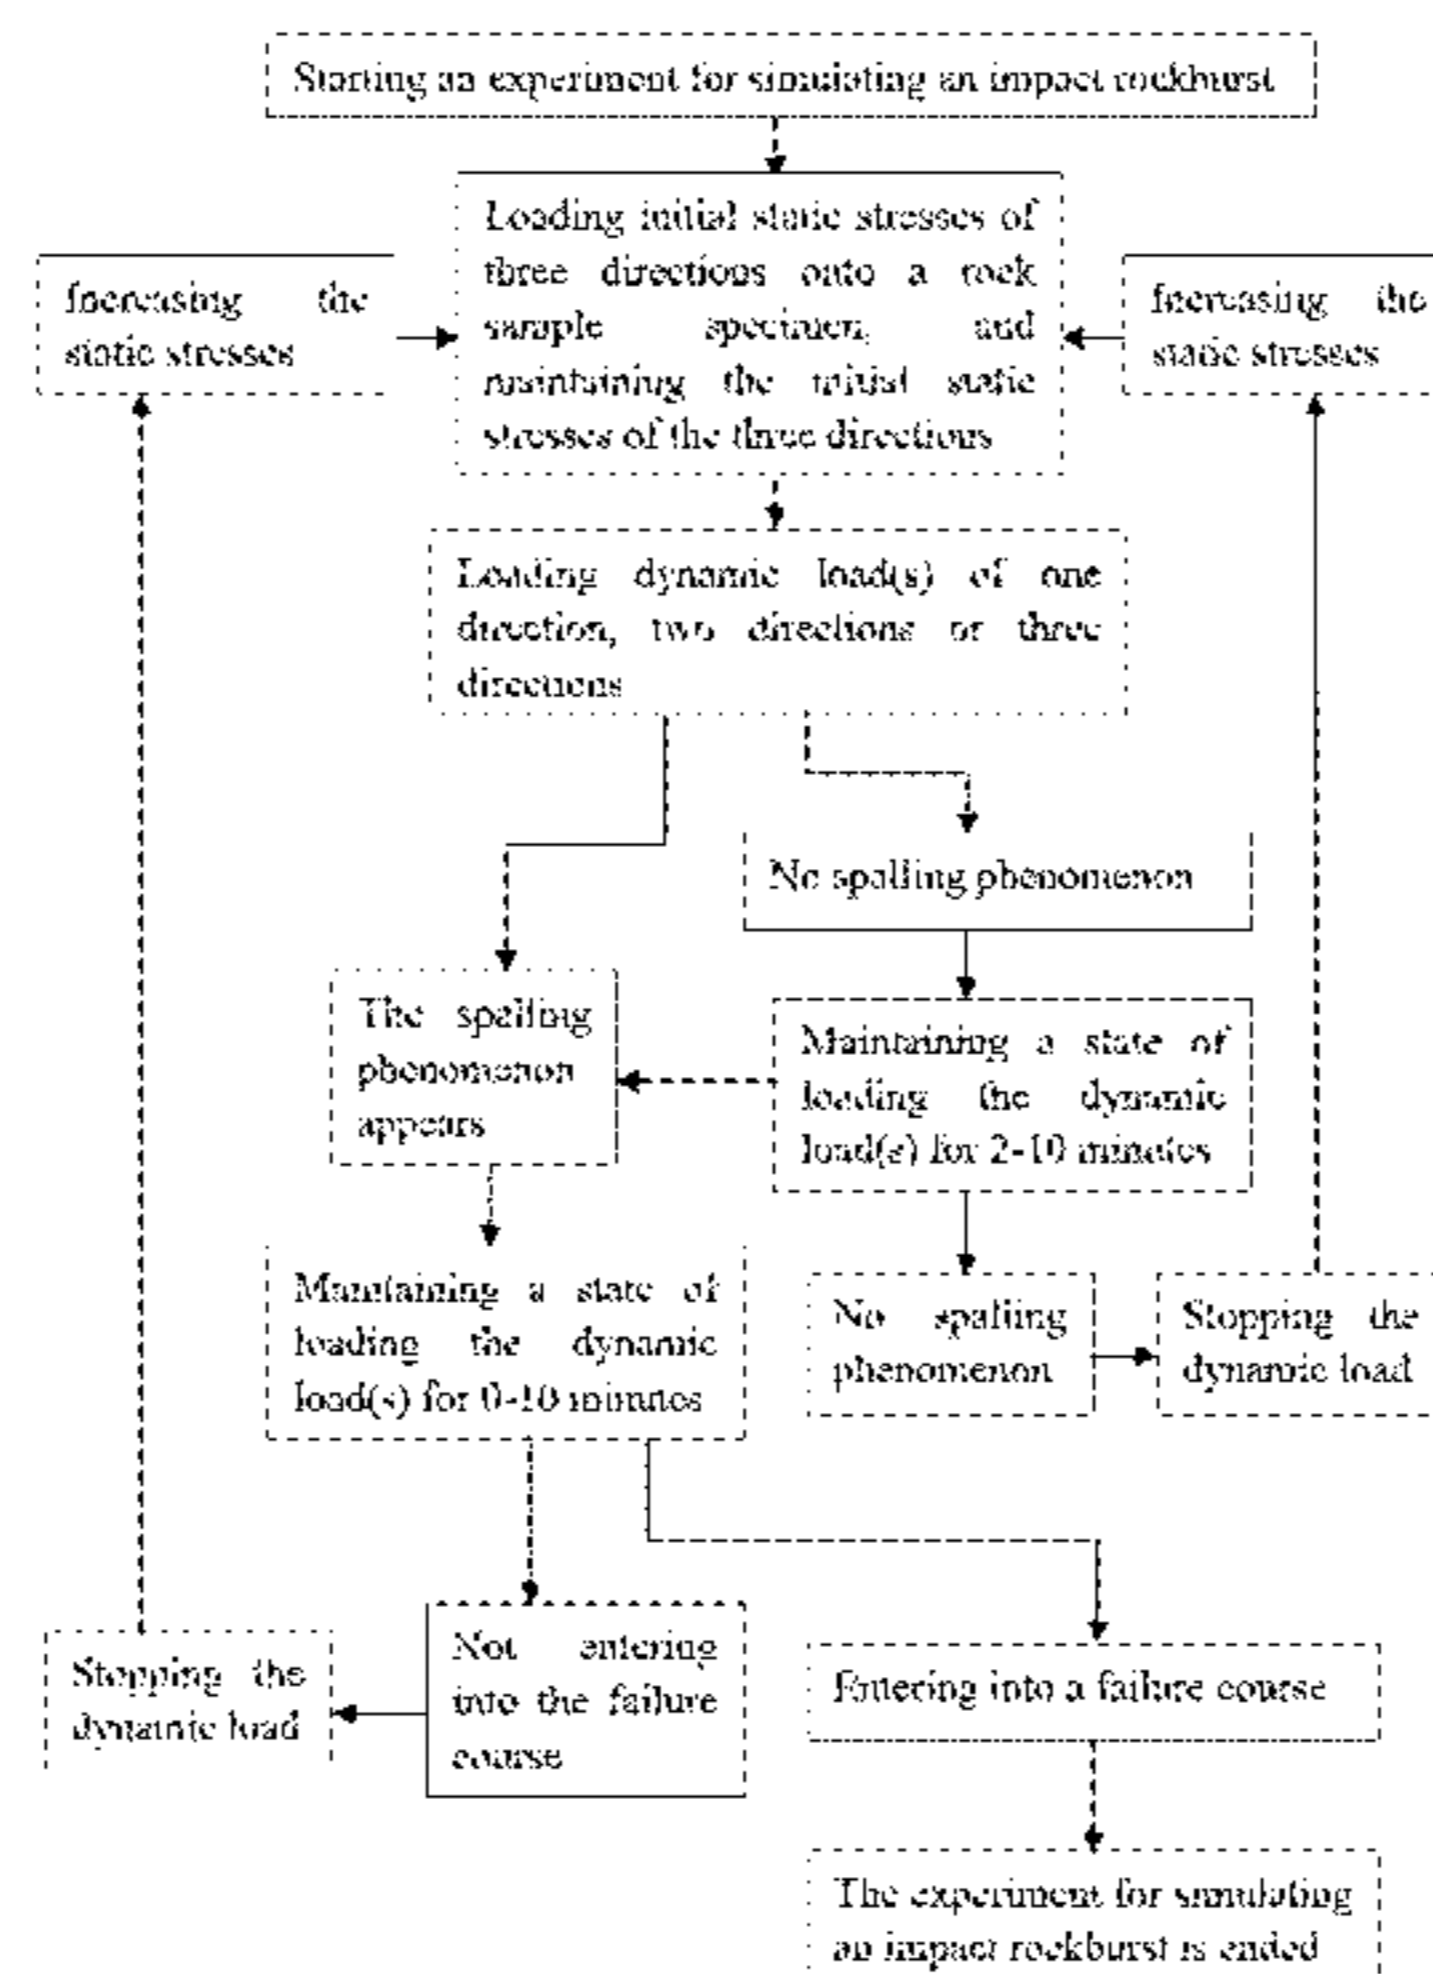 Starting an experiment for simulating an impact rockburst
Loading initial static stresses of
three directions onto a rock
sample specimen, and
maintaining the initial static
stresses of the three directions
Increasing the
static stresses
Increasing the
static stresses
Loading dynamic load(s) of one
direction, two directions or three
directions
No spalling phenomenon
The spalling
phenomenon
appears
Maintaining a state of
loading the dynamic
load(s) for 2-10 minutes
Maintaining a state of
loading the dynamic
load(s) for 0-10 minutes
No spalling
phenomenon
Stopping the
dynamic load
Not entering
into the failure
course
Stopping the
dynamic load
Entering into a failure course
The experiment for simulating
an impact rockburst is ended